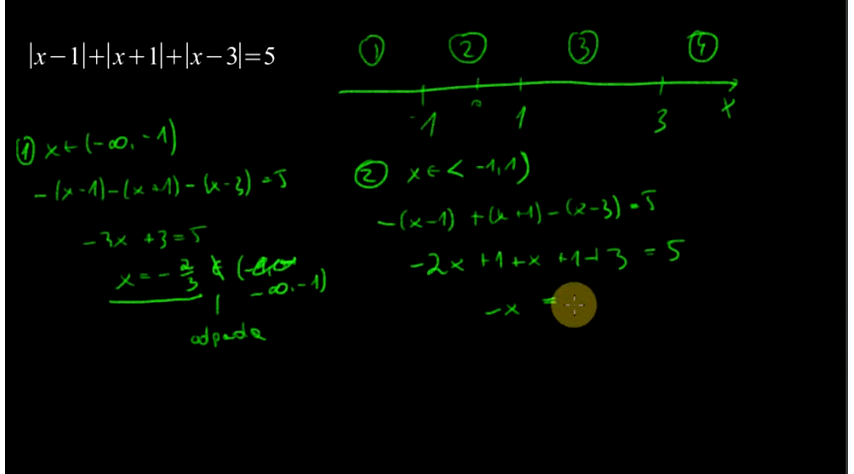 |x−1|+|x+1|+|x−3|=5
① ② ③ ④
-1 0 1 3 x
① x∈(-∞,-1)
-(x-1)-(x+1)-(x-3)=5
-3x +3=5
x=-2/3 ∉ (
-∞,-1)
odpada
② x∈<-1,1)
-(x-1)+(x+1)-(x-3)=5
-2x+1+x+1+3=5
-x =